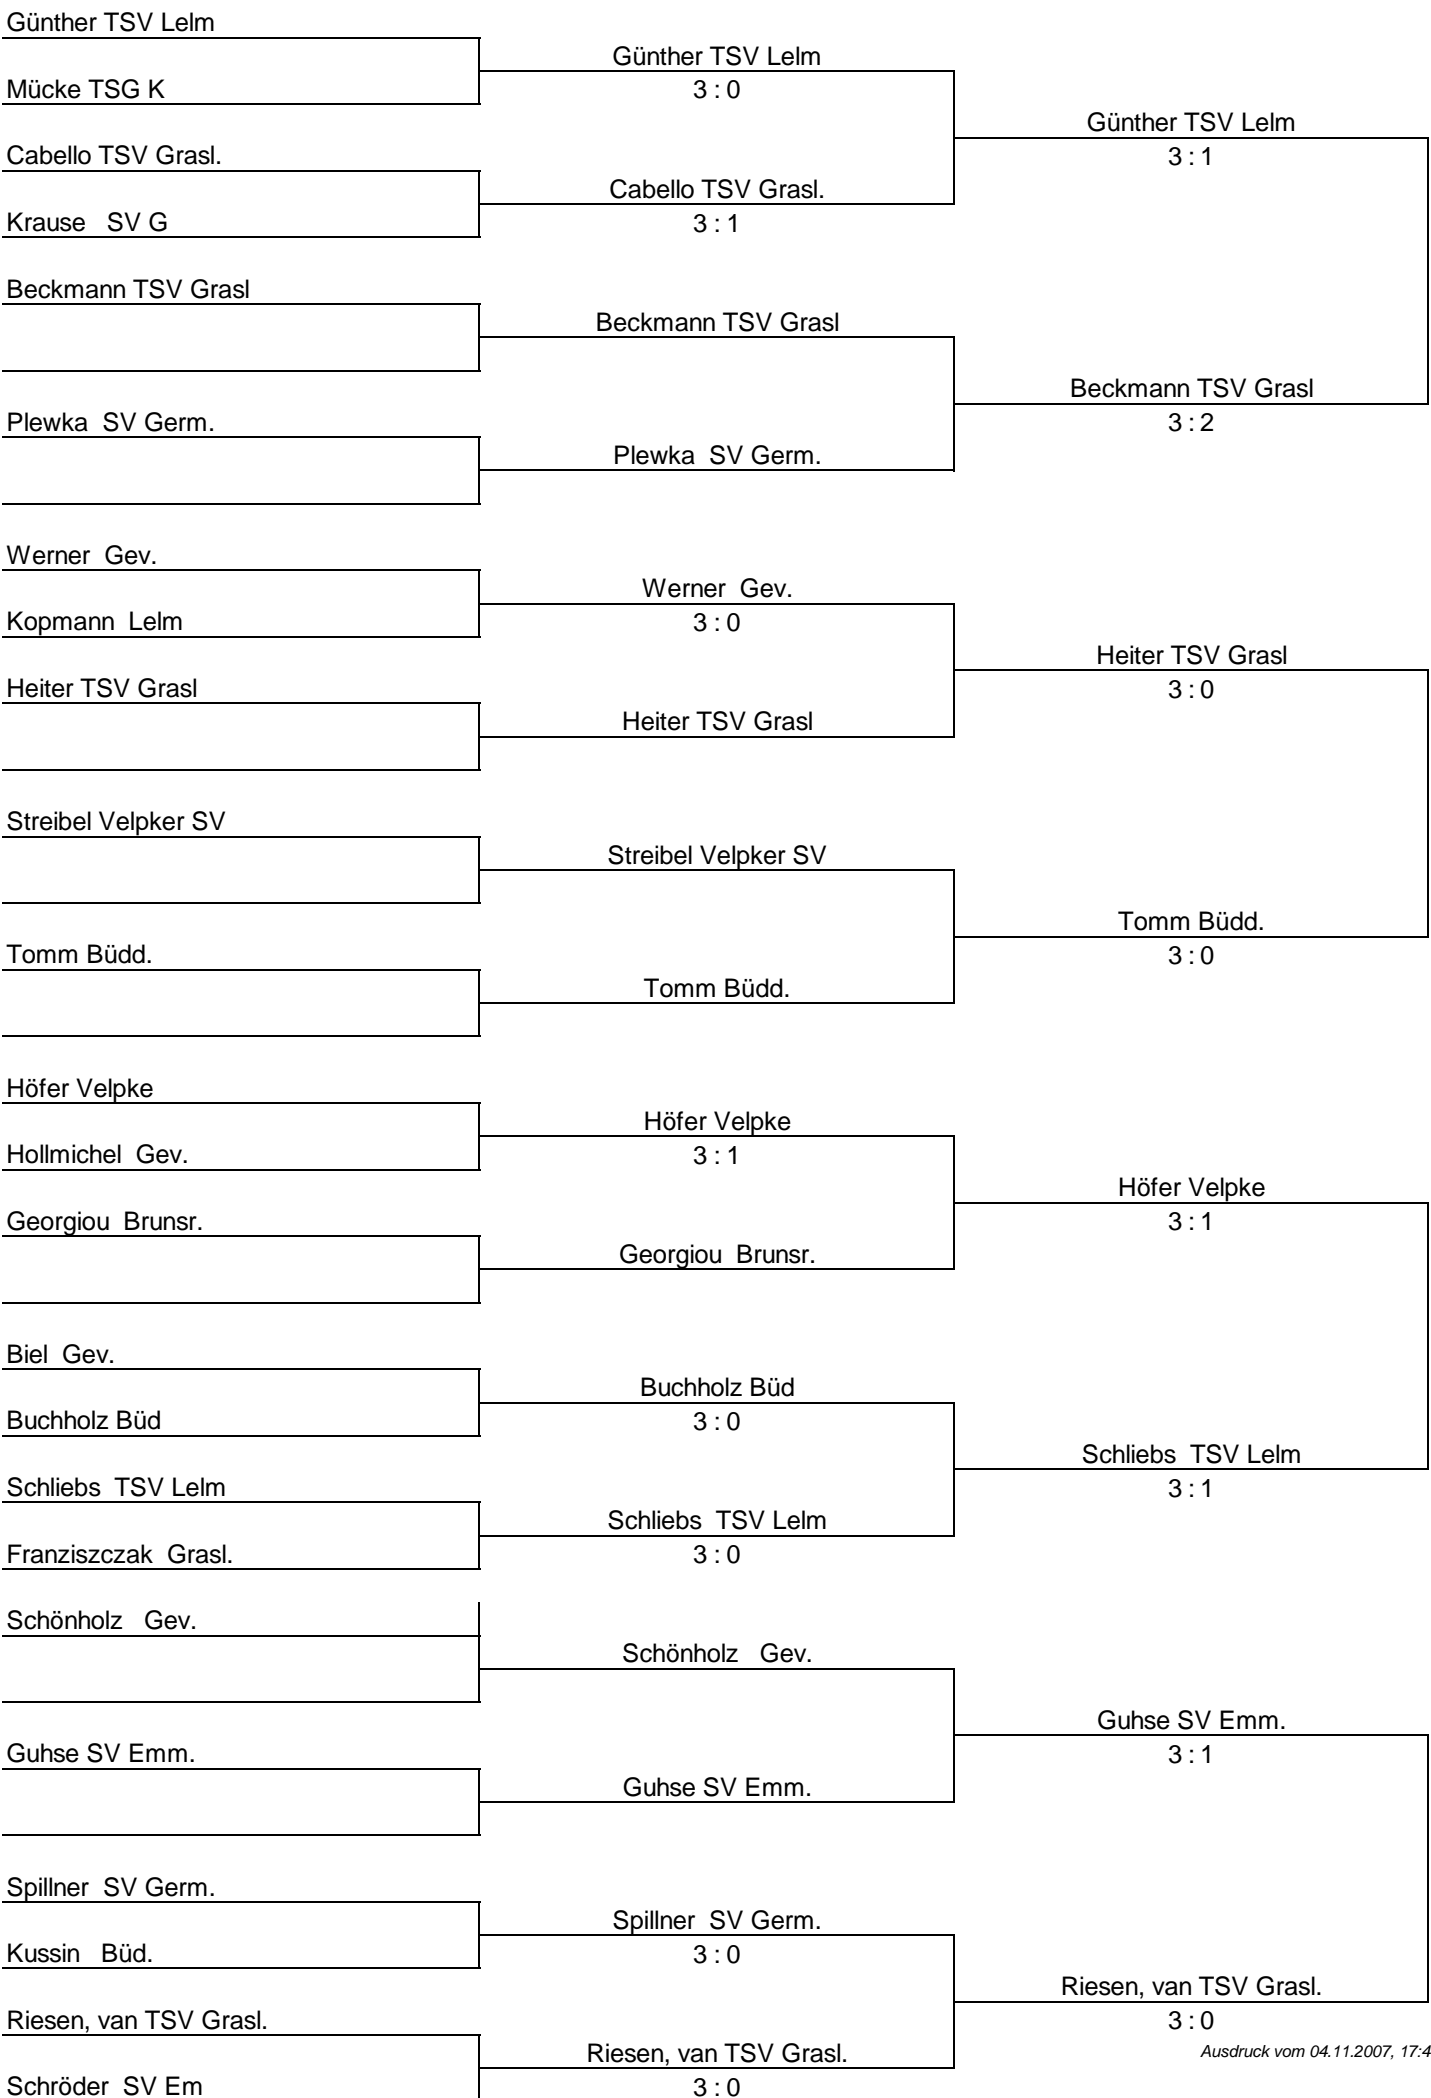 Günther TSV Lelm
Günther TSV Lelm
Mücke TSG K
3 : 0
Günther TSV Lelm
Cabello TSV Grasl.
3 : 1
Cabello TSV Grasl.
Krause SV G
3 : 1
Beckmann TSV Grasl
Beckmann TSV Grasl
Beckmann TSV Grasl
Plewka SV Germ.
3 : 2
Plewka SV Germ.
Werner Gev.
Werner Gev.
Kopmann Lelm
3 : 0
Heiter TSV Grasl
Heiter TSV Grasl
3 : 0
Heiter TSV Grasl
Streibel Velpker SV
Streibel Velpker SV
Tomm Büdd.
Tomm Büdd.
3 : 0
Tomm Büdd.
Höfer Velpke
Höfer Velpke
Hollmichel Gev.
3 : 1
Höfer Velpke
Georgiou Brunsr.
3 : 1
Georgiou Brunsr.
Biel Gev.
Buchholz Büd
Buchholz Büd
3 : 0
Schliebs TSV Lelm
Schliebs TSV Lelm
3 : 1
Schliebs TSV Lelm
Franziszczak Grasl.
3 : 0
Schönholz Gev.
Schönholz Gev.
Guhse SV Emm.
Guhse SV Emm.
3 : 1
Guhse SV Emm.
Spillner SV Germ.
Spillner SV Germ.
Kussin Büd.
3 : 0
Riesen, van TSV Grasl.
Riesen, van TSV Grasl.
3 : 0
Riesen, van TSV Grasl.
Ausdruck vom 04.11.2007, 17:4
Schröder SV Em
3 : 0